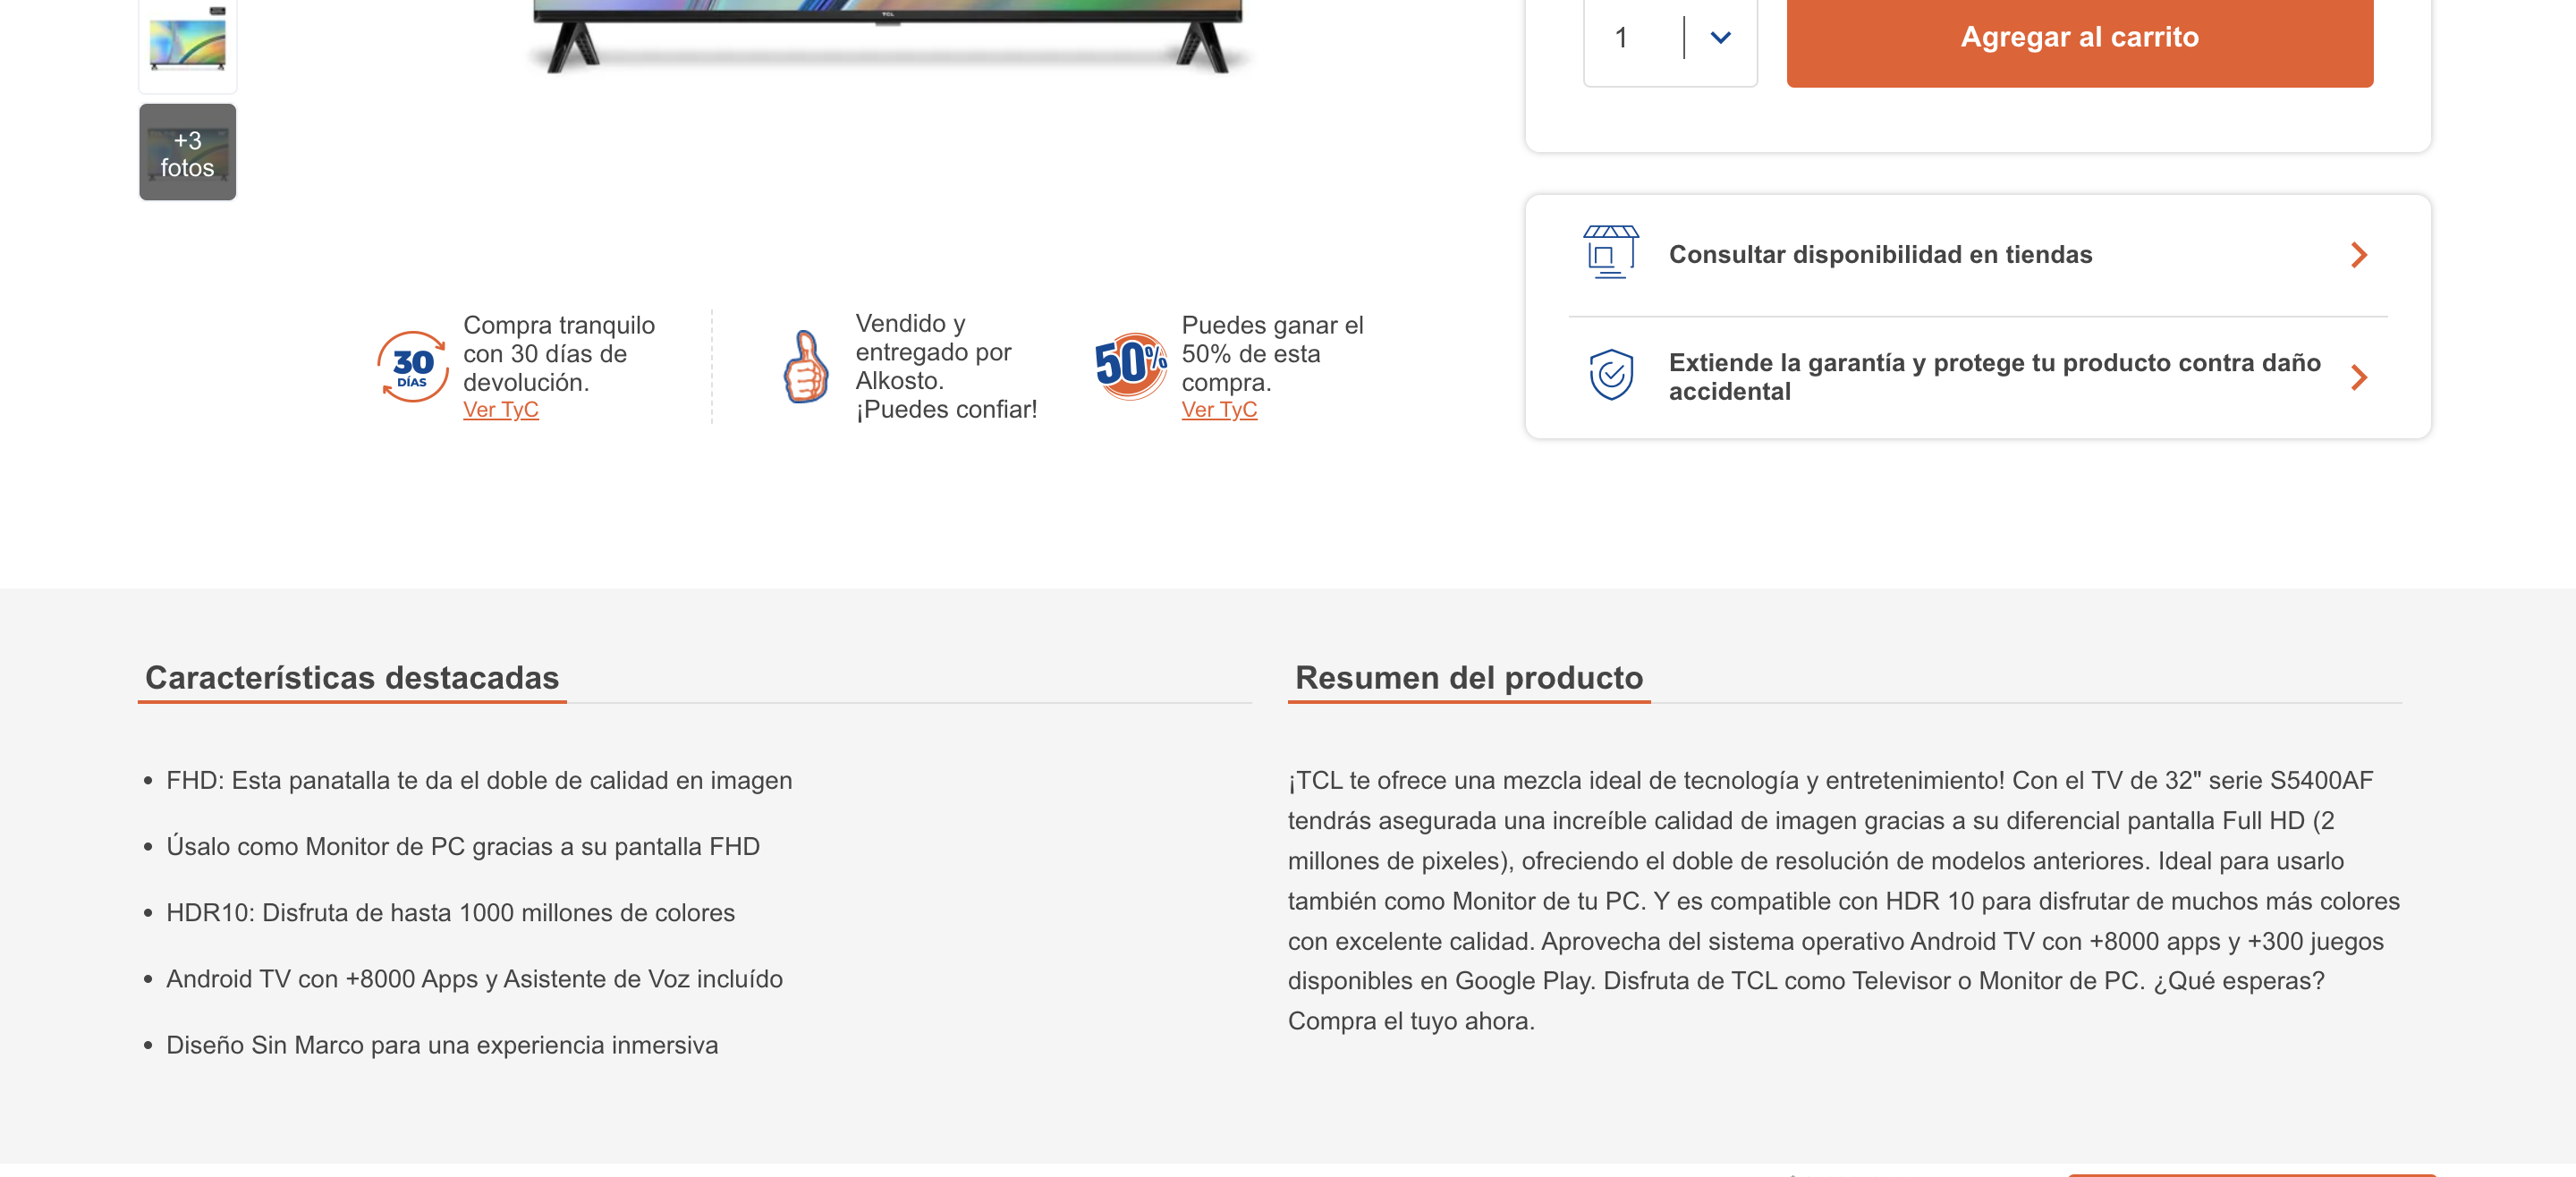 TCL
1
Agregar al carrito
+3
fotos
Consultar disponibilidad en tiendas
Extiende la garantía y protege tu producto contra daño
accidental
30
DÍAS
Compra tranquilo
con 30 días de
devolución.
Ver TyC
Vendido y
entregado por
Alkosto.
¡Puedes confiar!
50%
Puedes ganar el
50% de esta
compra.
Ver TyC
Características destacadas
FHD: Esta panatalla te da el doble de calidad en imagen
Úsalo como Monitor de PC gracias a su pantalla FHD
HDR10: Disfruta de hasta 1000 millones de colores
Android TV con +8000 Apps y Asistente de Voz incluído
Diseño Sin Marco para una experiencia inmersiva
Resumen del producto
¡TCL te ofrece una mezcla ideal de tecnología y entretenimiento! Con el TV de 32" serie S5400AF
tendrás asegurada una increíble calidad de imagen gracias a su diferencial pantalla Full HD (2
millones de pixeles), ofreciendo el doble de resolución de modelos anteriores. Ideal para usarlo
también como Monitor de tu PC. Y es compatible con HDR 10 para disfrutar de muchos más colores
con excelente calidad. Aprovecha del sistema operativo Android TV con +8000 apps y +300 juegos
disponibles en Google Play. Disfruta de TCL como Televisor o Monitor de PC. ¿Qué esperas?
Compra el tuyo ahora.